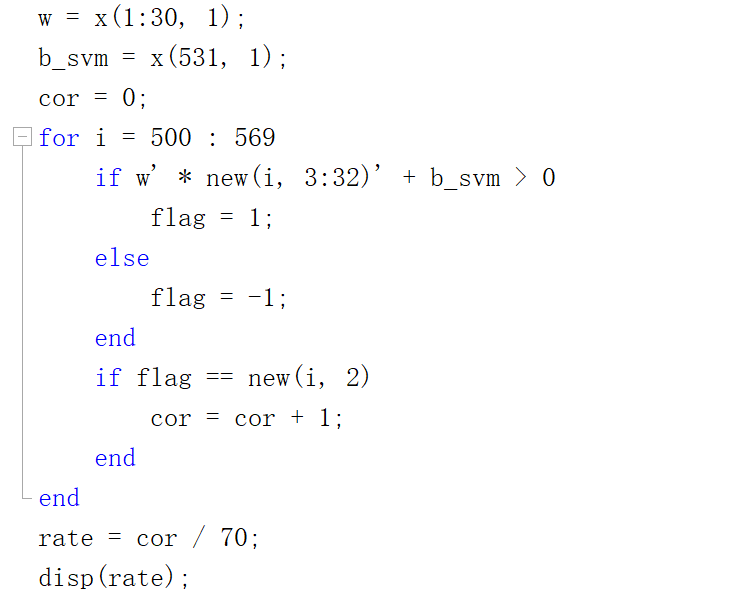 w = x(1:30, 1);
b_svm = x(531, 1);
cor = 0;
for i = 500 : 569
    if w' * new(i, 3:32)' + b_svm > 0
        flag = 1;
    else
        flag = -1;
    end
    if flag == new(i, 2)
        cor = cor + 1;
    end
end
rate = cor / 70;
disp(rate);